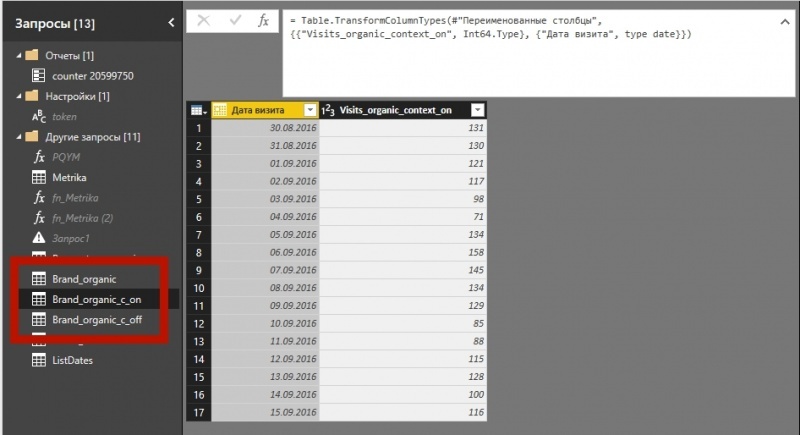 Запросы [13]
Отчеты [1]
counter 20599750
Настройки [1]
ABC token
Другие запросы [11]
fx PQYM
Metrika
fx fn_Metrika
fx fn_Metrika (2)
Запрос1
Brand_organic
Brand_organic_c_on
Brand_organic_c_off
ListDates
fx
= Table.TransformColumnTypes(#"Переименованные столбцы",
{{"Visits_organic_context_on", Int64.Type}, {"Дата визита", type date}})
Дата визита 123 Visits_organic_context_on
1 30.08.2016 131
2 31.08.2016 130
3 01.09.2016 121
4 02.09.2016 117
5 03.09.2016 98
6 04.09.2016 71
7 05.09.2016 134
8 06.09.2016 158
9 07.09.2016 145
10 08.09.2016 134
11 09.09.2016 129
12 10.09.2016 85
13 11.09.2016 88
14 12.09.2016 115
15 13.09.2016 128
16 14.09.2016 100
17 15.09.2016 116